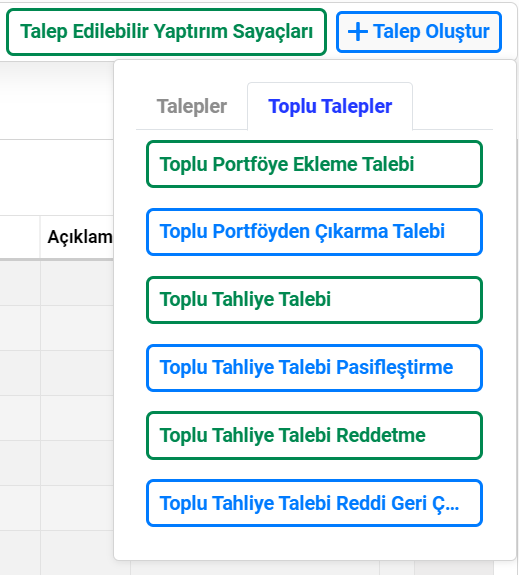 Talep Edilebilir Yaptırım Sayaçları
+ Talep Oluştur
Talepler
Toplu Talepler
Toplu Portföye Ekleme Talebi
Toplu Portföyden Çıkarma Talebi
Açıklam
Toplu Tahliye Talebi
Toplu Tahliye Talebi Pasifleştirme
Toplu Tahliye Talebi Reddetme
Toplu Tahliye Talebi Reddi Geri Ç...